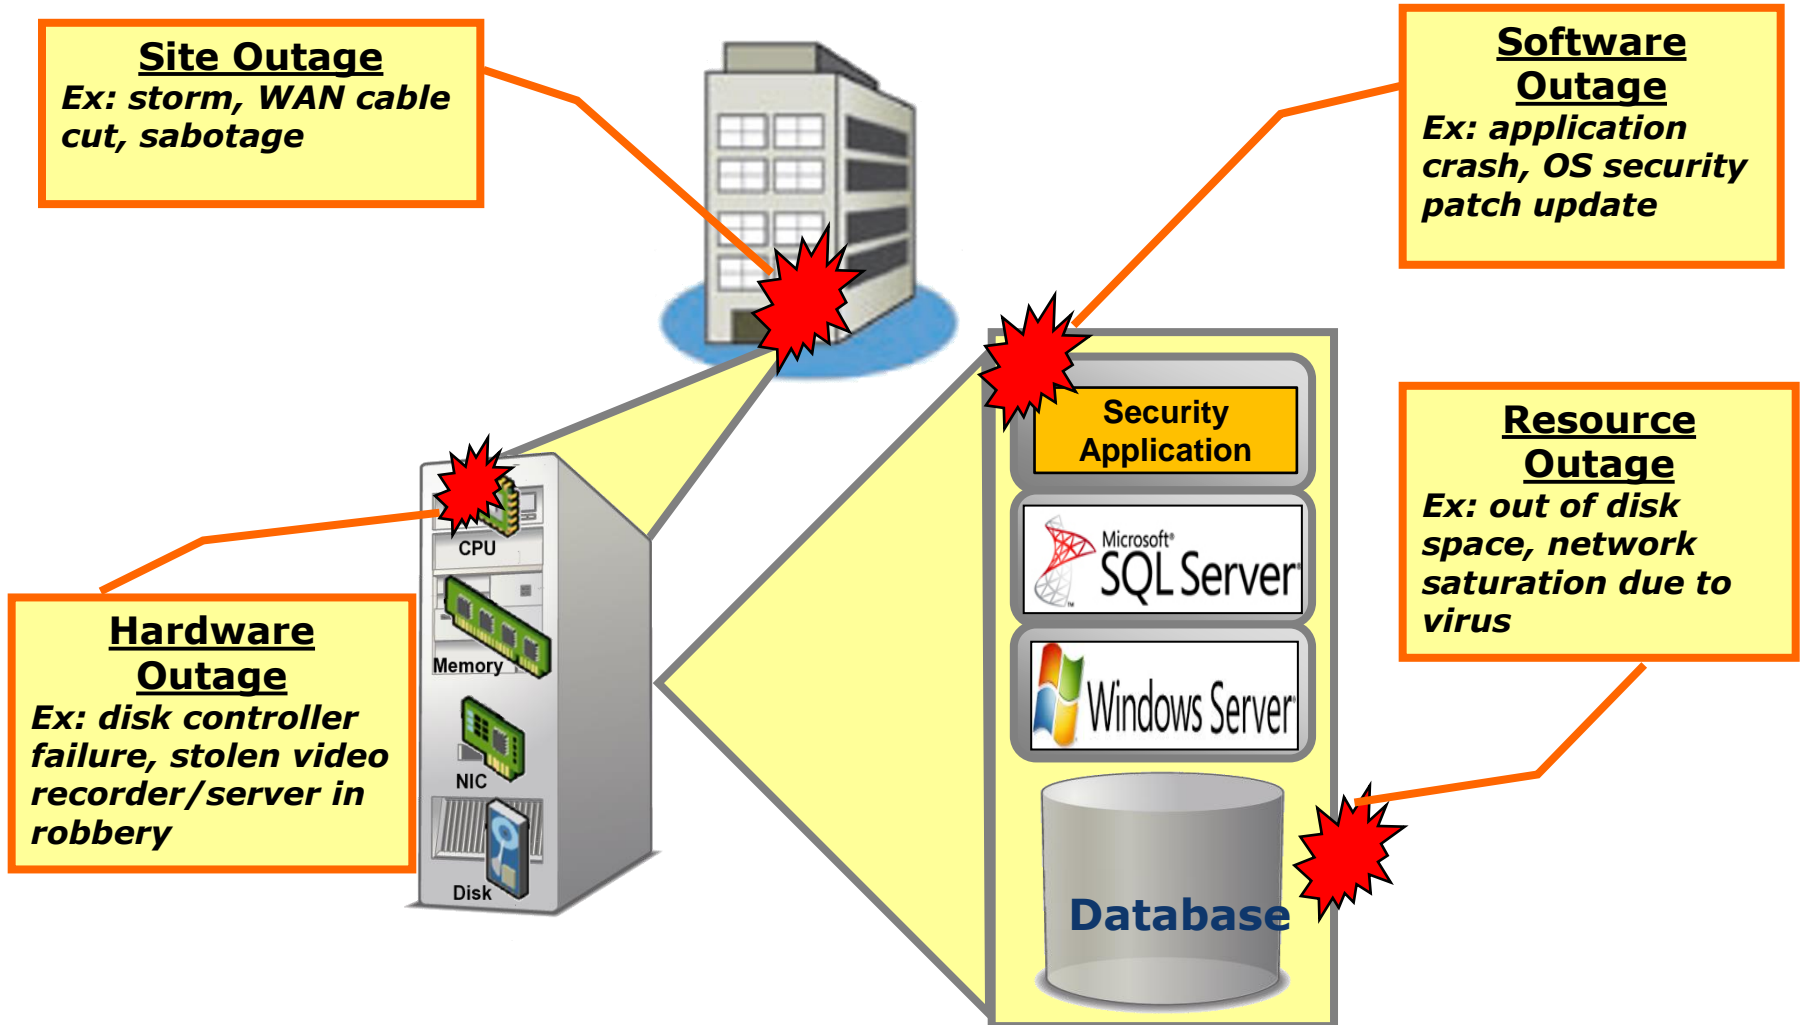 Site Outage
Ex: storm, WAN cable
cut, sabotage
Software
Outage
Ex: application
crash, OS security
patch update
Security
Application
Microsoft®
SQL Server®
Windows Server®
Database
Resource
Outage
Ex: out of disk
space, network
saturation due to
virus
CPU
Memory
NIC
Disk
Hardware
Outage
Ex: disk controller
failure, stolen video
recorder/server in
robbery